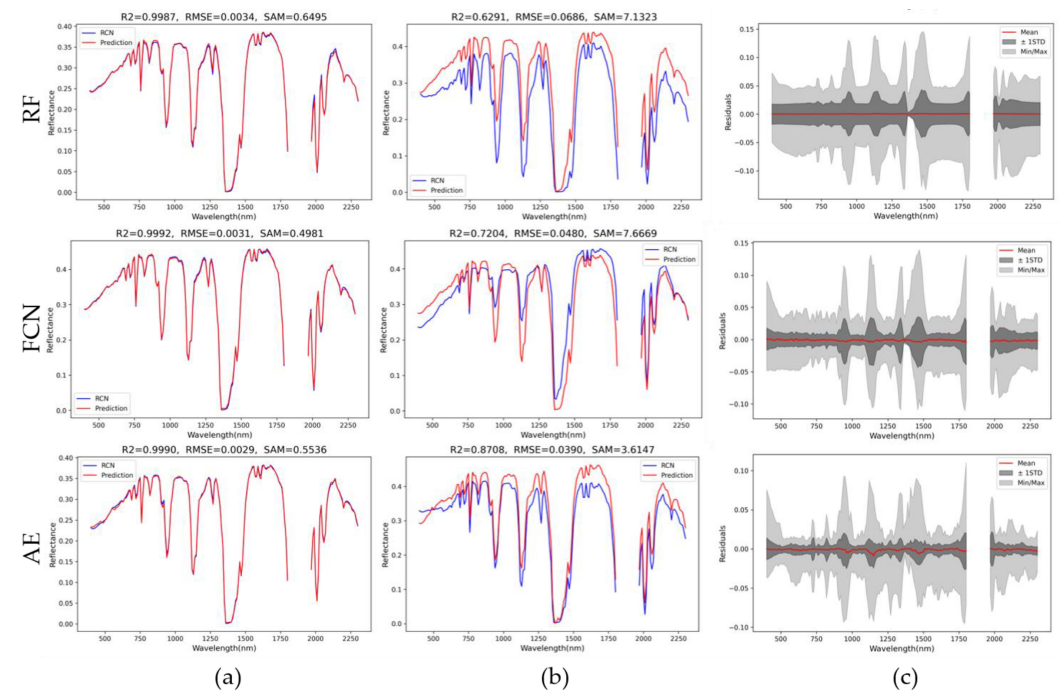 R2=0.9987, RMSE=0.0034, SAM=0.6495
RF
Reflectance
0.40
0.35
0.30
0.25
0.20
0.15
0.10
0.05
0.00
RCN
Prediction
500 750 1000 1250 1500 1750 2000 2250
Wavelength(nm)
R2=0.6291, RMSE=0.0686, SAM=7.1323
Reflectance
0.4
0.3
0.2
0.1
0.0
RCN
Prediction
500 750 1000 1250 1500 1750 2000 2250
Wavelength(nm)
Residuals
0.15
0.10
0.05
0.00
−0.05
−0.10
Mean
± 1STD
Min/Max
500 750 1000 1250 1500 1750 2000 2250
Wavelength(nm)
R2=0.9992, RMSE=0.0031, SAM=0.4981
FCN
Reflectance
0.4
0.3
0.2
0.1
0.0
RCN
Prediction
500 750 1000 1250 1500 1750 2000 2250
Wavelength(nm)
R2=0.7204, RMSE=0.0480, SAM=7.6669
Reflectance
0.4
0.3
0.2
0.1
0.0
RCN
Prediction
500 750 1000 1250 1500 1750 2000 2250
Wavelength(nm)
Residuals
0.15
0.10
0.05
0.00
−0.05
−0.10
Mean
± 1STD
Min/Max
500 750 1000 1250 1500 1750 2000 2250
Wavelength(nm)
R2=0.9990, RMSE=0.0029, SAM=0.5536
AE
Reflectance
0.40
0.35
0.30
0.25
0.20
0.15
0.10
0.05
0.00
RCN
Prediction
500 750 1000 1250 1500 1750 2000 2250
Wavelength(nm)
R2=0.8708, RMSE=0.0390, SAM=3.6147
Reflectance
0.4
0.3
0.2
0.1
0.0
RCN
Prediction
500 750 1000 1250 1500 1750 2000 2250
Wavelength(nm)
Residuals
0.10
0.05
0.00
−0.05
−0.10
Mean
± 1STD
Min/Max
500 750 1000 1250 1500 1750 2000 2250
Wavelength(nm)
(a) (b) (c)